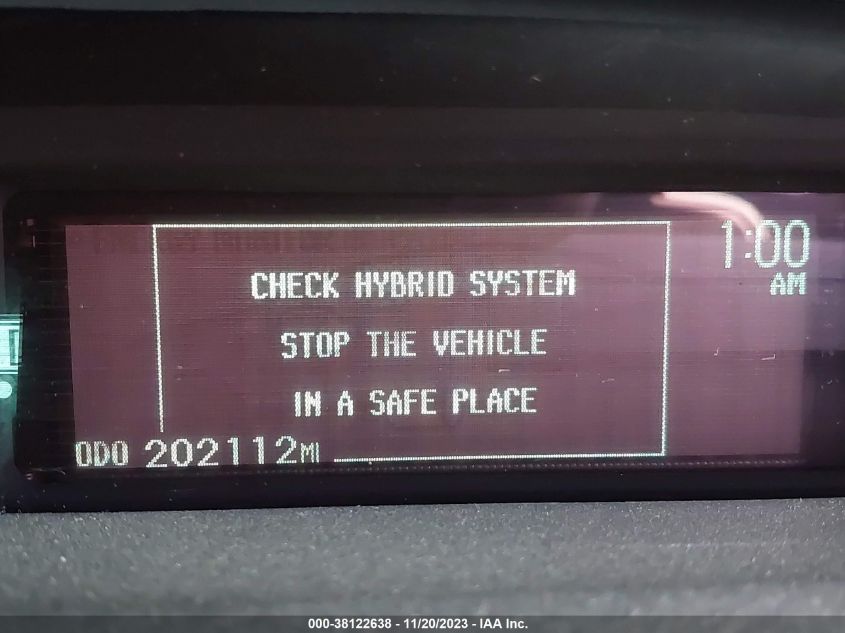 1:00
AM
CHECK HYBRID SYSTEM
STOP THE VEHICLE
IN A SAFE PLACE
ODO 202112MI
000-38122638 - 11/20/2023 - IAA Inc.